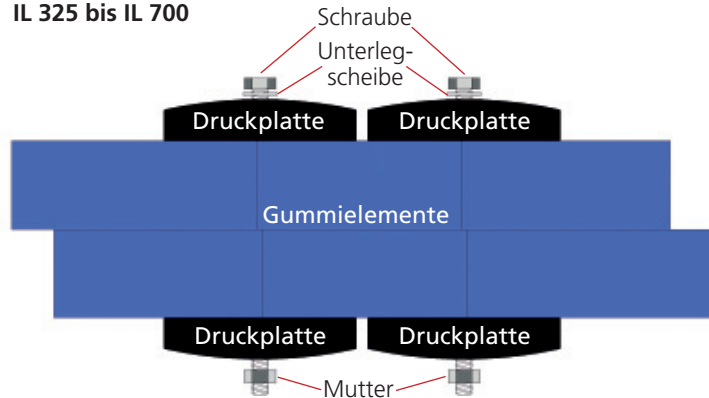 IL 325 bis IL 700
Schraube
Unterleg-
scheibe
Druckplatte Druckplatte
Gummielemente
Druckplatte Druckplatte
Mutter